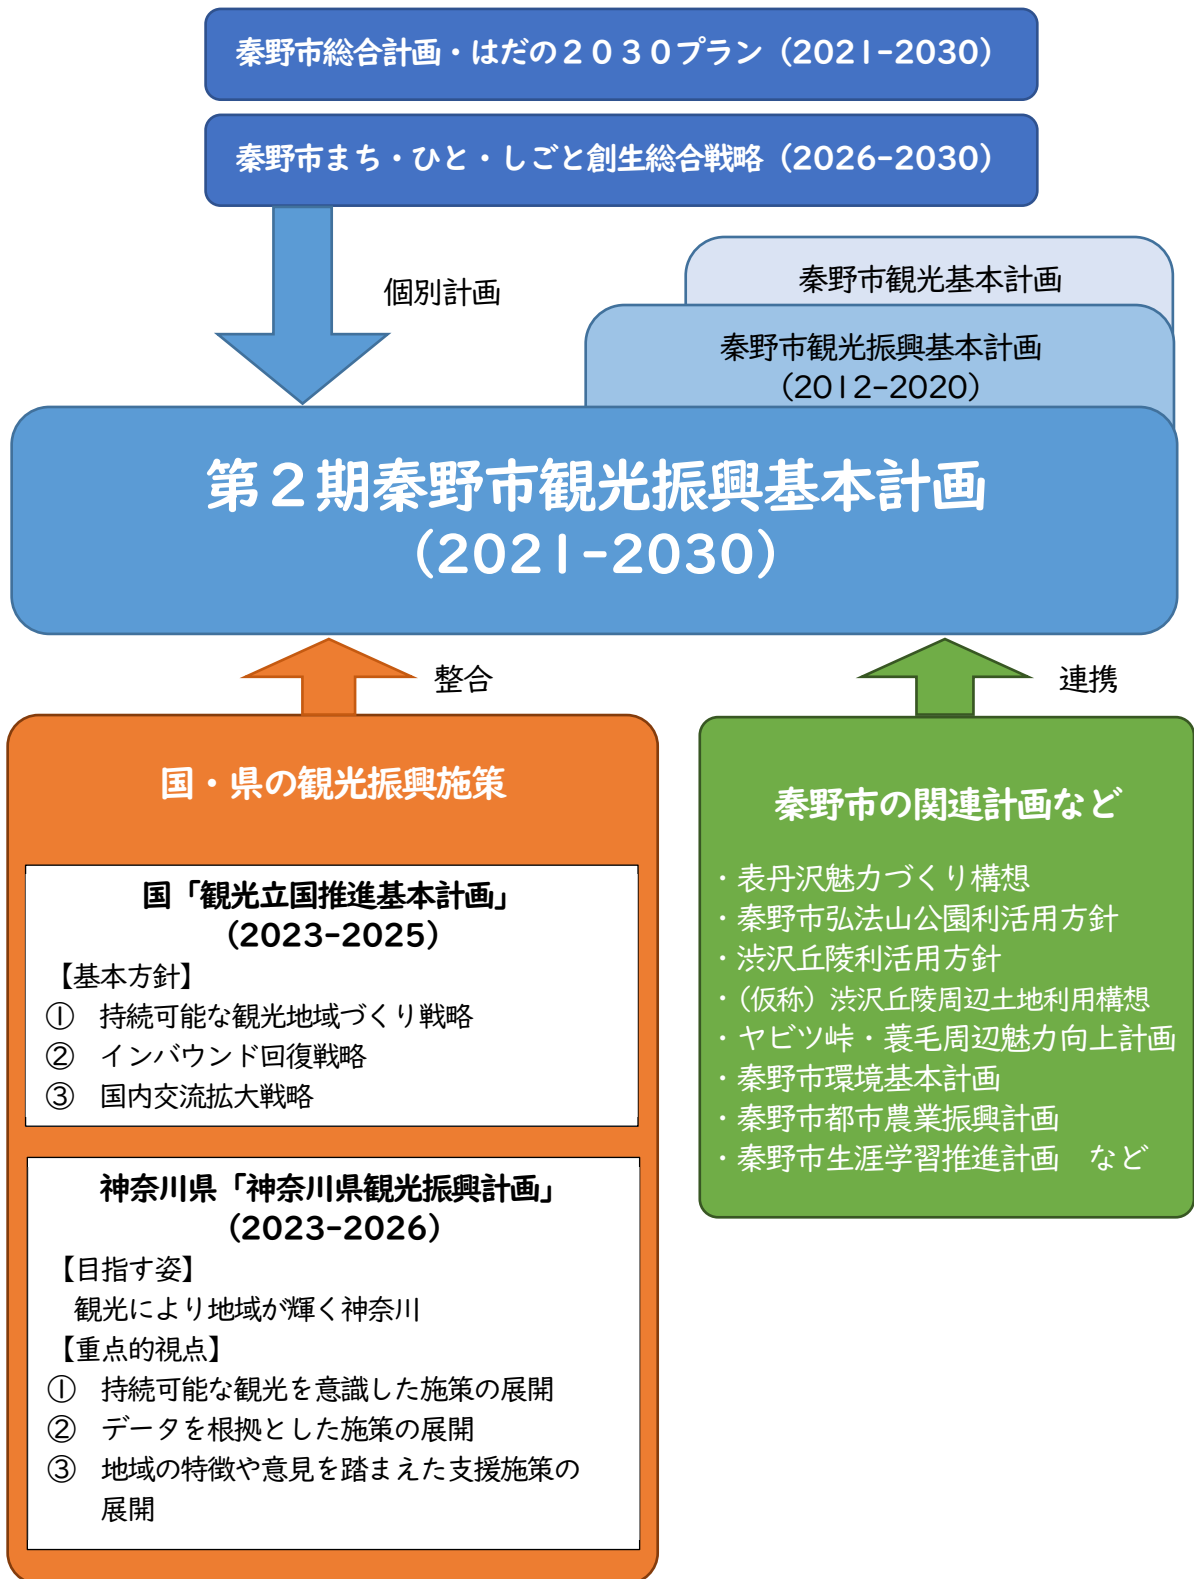 秦野市総合計画・はだの２０３０プラン（2021-2030）
秦野市まち・ひと・しごと創生総合戦略（2026-2030）
個別計画
秦野市観光基本計画
秦野市観光振興基本計画
（2012-2020）
第２期秦野市観光振興基本計画
（2021-2030）
整合
連携
国・県の観光振興施策
国「観光立国推進基本計画」
（2023-2025）
【基本方針】
①　持続可能な観光地域づくり戦略
②　インバウンド回復戦略
③　国内交流拡大戦略
神奈川県「神奈川県観光振興計画」
（2023-2026）
【目指す姿】
観光により地域が輝く神奈川
【重点的視点】
①　持続可能な観光を意識した施策の展開
②　データを根拠とした施策の展開
③　地域の特徴や意見を踏まえた支援施策の
展開
秦野市の関連計画など
・表丹沢魅力づくり構想
・秦野市弘法山公園利活用方針
・渋沢丘陵利活用方針
・（仮称）渋沢丘陵周辺土地利用構想
・ヤビツ峠・蓑毛周辺魅力向上計画
・秦野市環境基本計画
・秦野市都市農業振興計画
・秦野市生涯学習推進計画　など